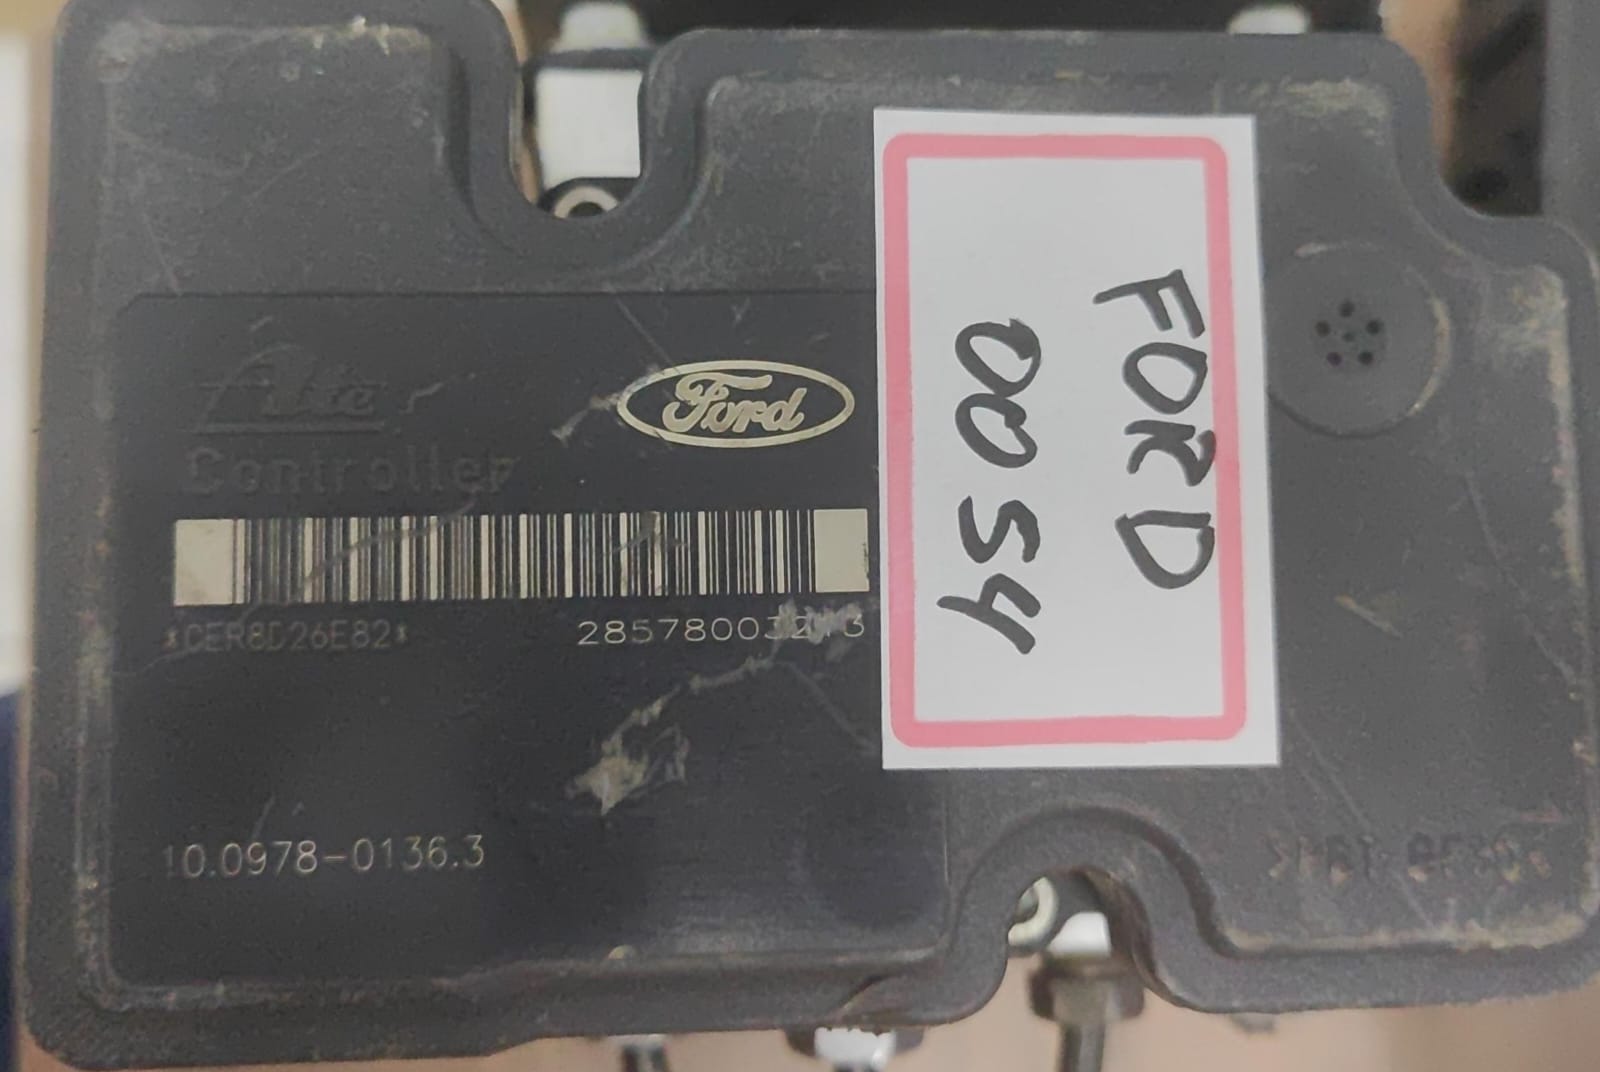 Ate
Ford
Controller
*CER8D26E82*
10.0978-0136.3
FORD
0054